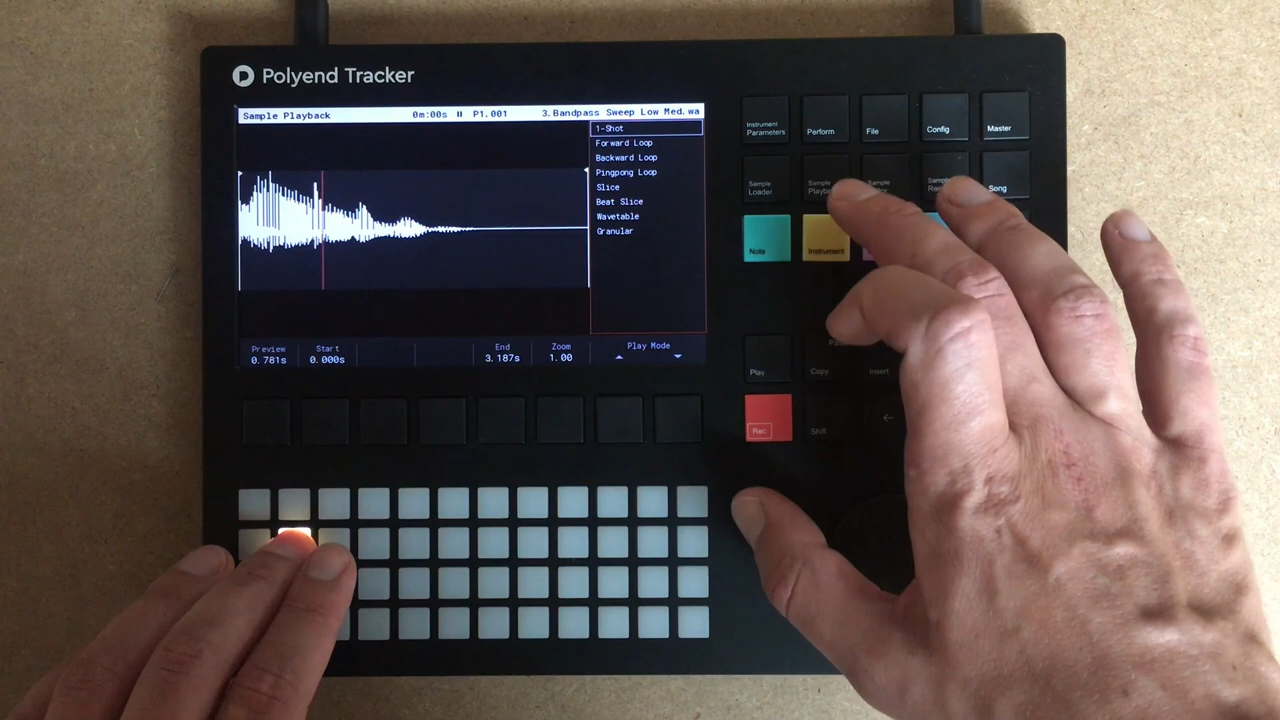 Polyend Tracker
Sample Playback 0m:00s P1.001 3.Bandpass Sweep Low Med.wa
1-Shot
Forward Loop
Backward Loop
Pingpong Loop
Slice
Beat Slice
Wavetable
Granular
Preview Start End Zoom Play Mode
0.781s 0.000s 3.187s 1.00
Instrument Parameters Perform File Config Master
Sample Loader Sample Song
Note Instrument
Play Copy Insert
Rec Shift ←